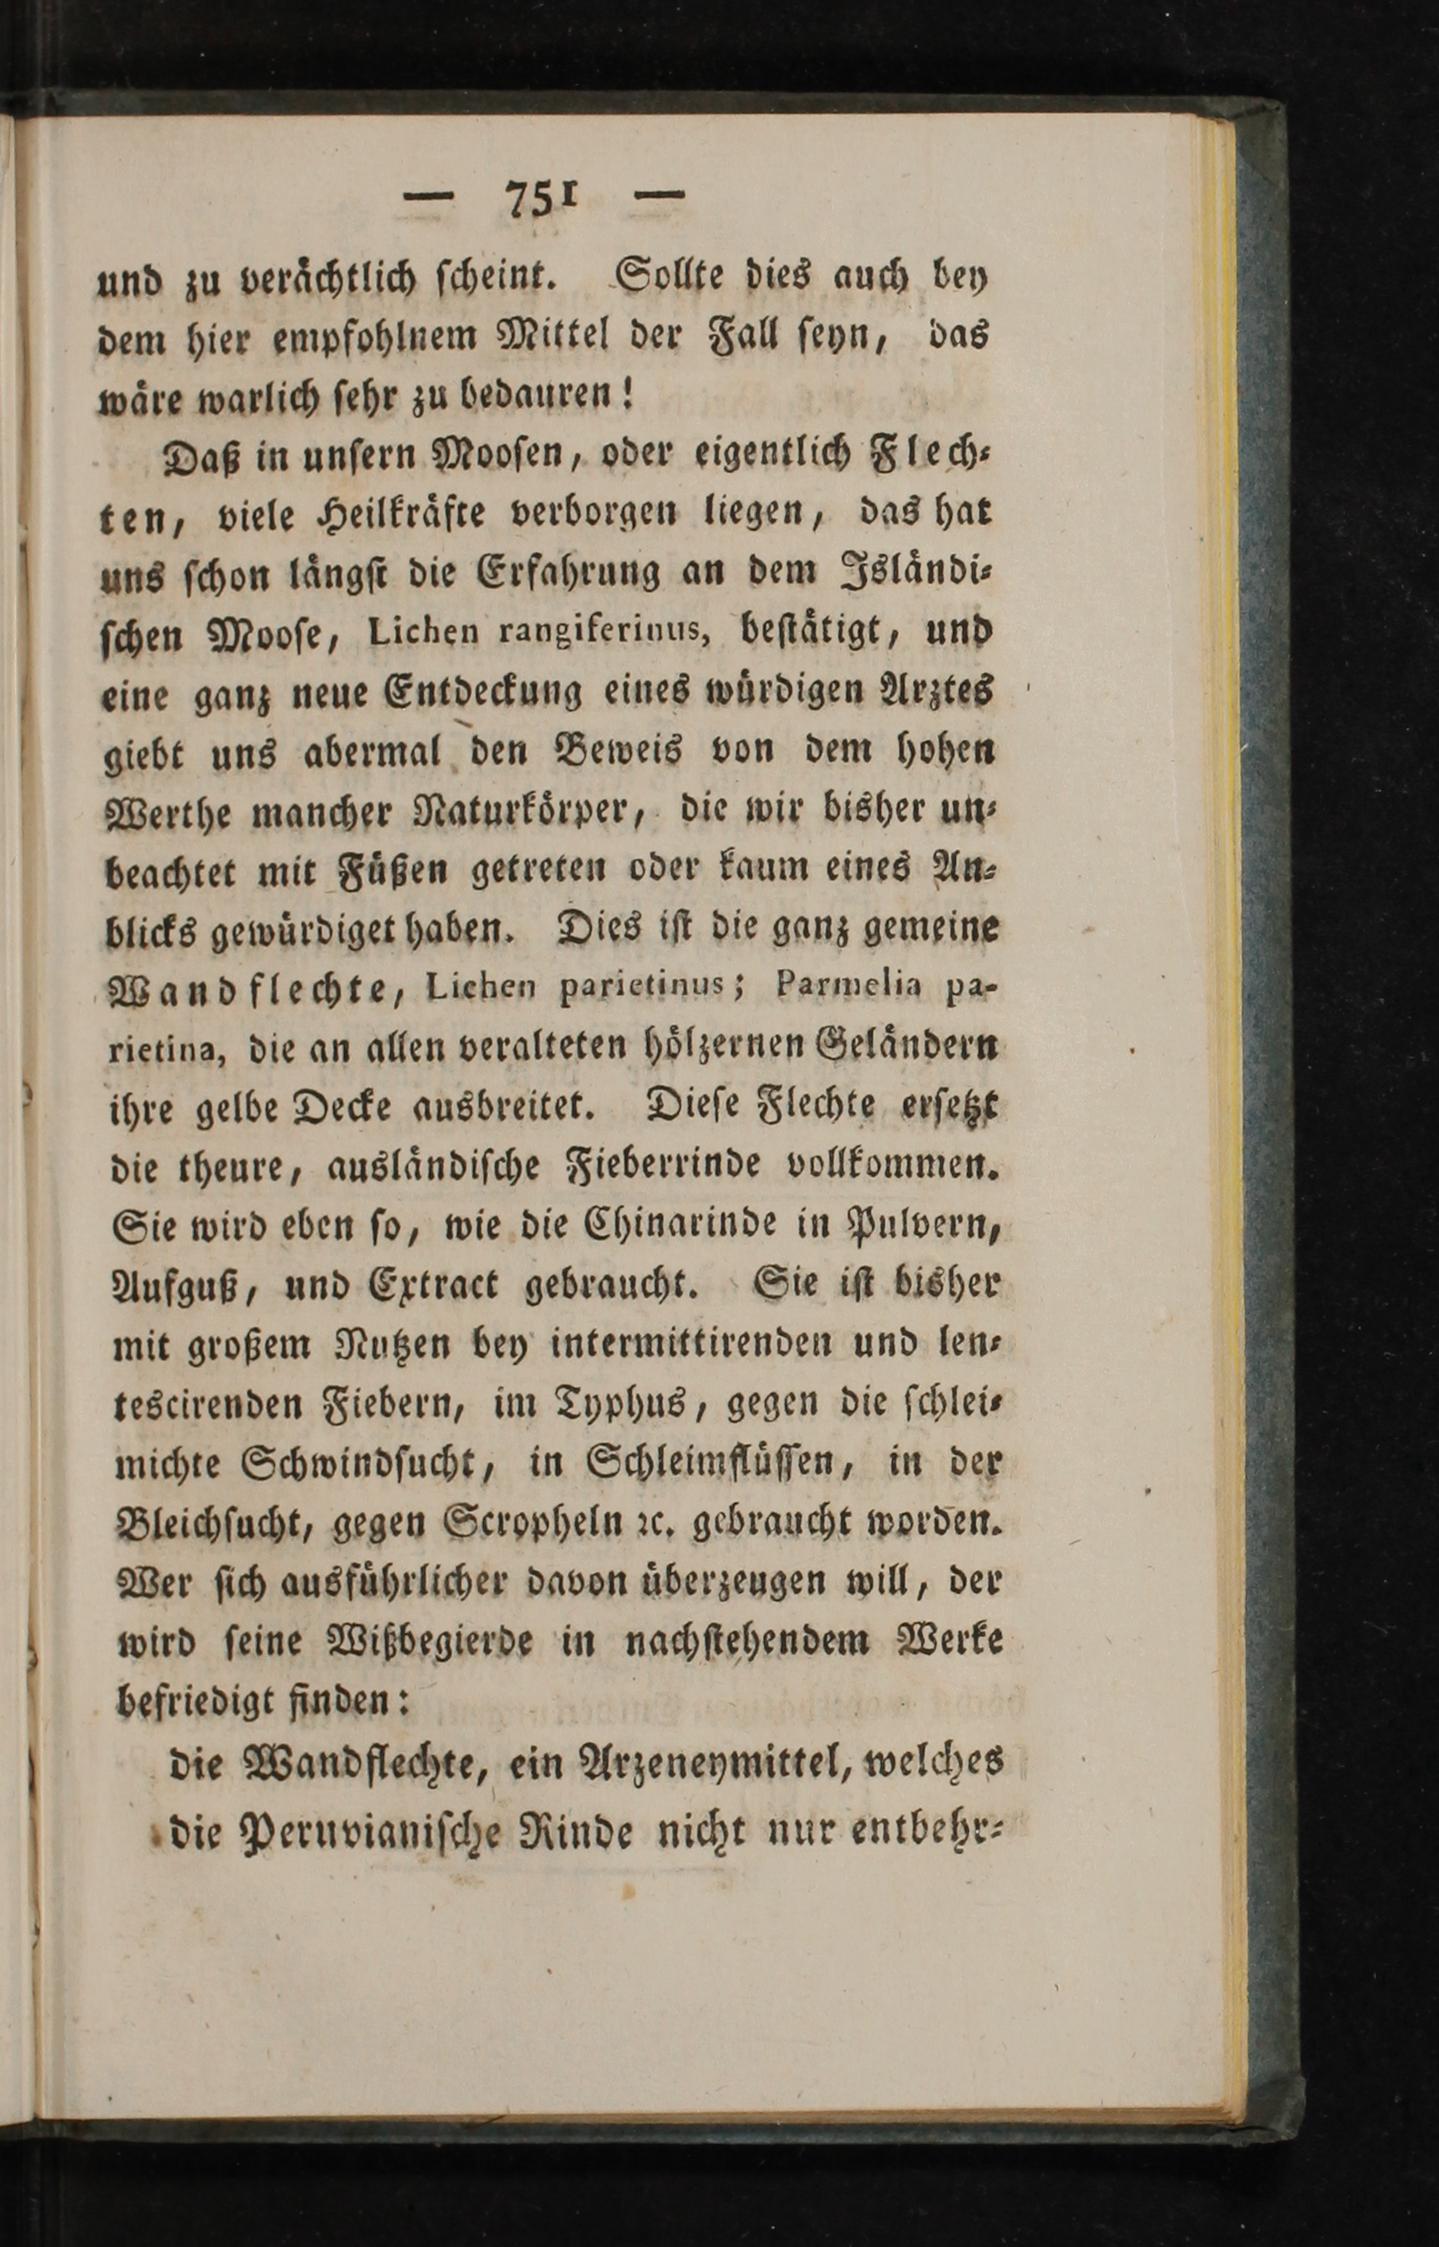 — 751 —
und zu verächtlich ſcheint. Sollte dies auch bey
dem hier empfohlnem Mittel der Fall ſeyn, das
wäre warlich ſehr zu bedauren!
Daß in unſern Mooſen, oder eigentlich Flech⸗
ten, viele Heilkräfte verborgen liegen, das hat
uns ſchon längſt die Erfahrung an dem Isländi⸗
ſchen Mooſe, Lichen rangiferinus, beſtätigt, und
eine ganz neue Entdeckung eines würdigen Arztes
giebt uns abermal den Beweis von dem hohen
Werthe mancher Naturkörper, die wir bisher un⸗
beachtet mit Füßen getreten oder kaum eines An⸗
blicks gewürdiget haben. Dies iſt die ganz gemeine
Wandflechte, Lichen parietinus; Parmelia pa-
rietina, die an allen veralteten hölzernen Geländern
ihre gelbe Decke ausbreitet. Dieſe Flechte erſetzt
die theure, ausländiſche Fieberrinde vollkommen.
Sie wird eben ſo, wie die Chinarinde in Pulvern,
Aufguß, und Extract gebraucht. Sie iſt bisher
mit großem Nutzen bey intermittirenden und len⸗
tescirenden Fiebern, im Typhus, gegen die ſchlei⸗
michte Schwindſucht, in Schleimflüſſen, in der
Bleichſucht, gegen Scropheln ꝛc. gebraucht worden.
Wer ſich ausführlicher davon überzeugen will, der
wird ſeine Wißbegierde in nachſtehendem Werke
befriedigt finden:
die Wandflechte, ein Arzeneymittel, welches
die Peruvianiſche Rinde nicht nur entbehr⸗